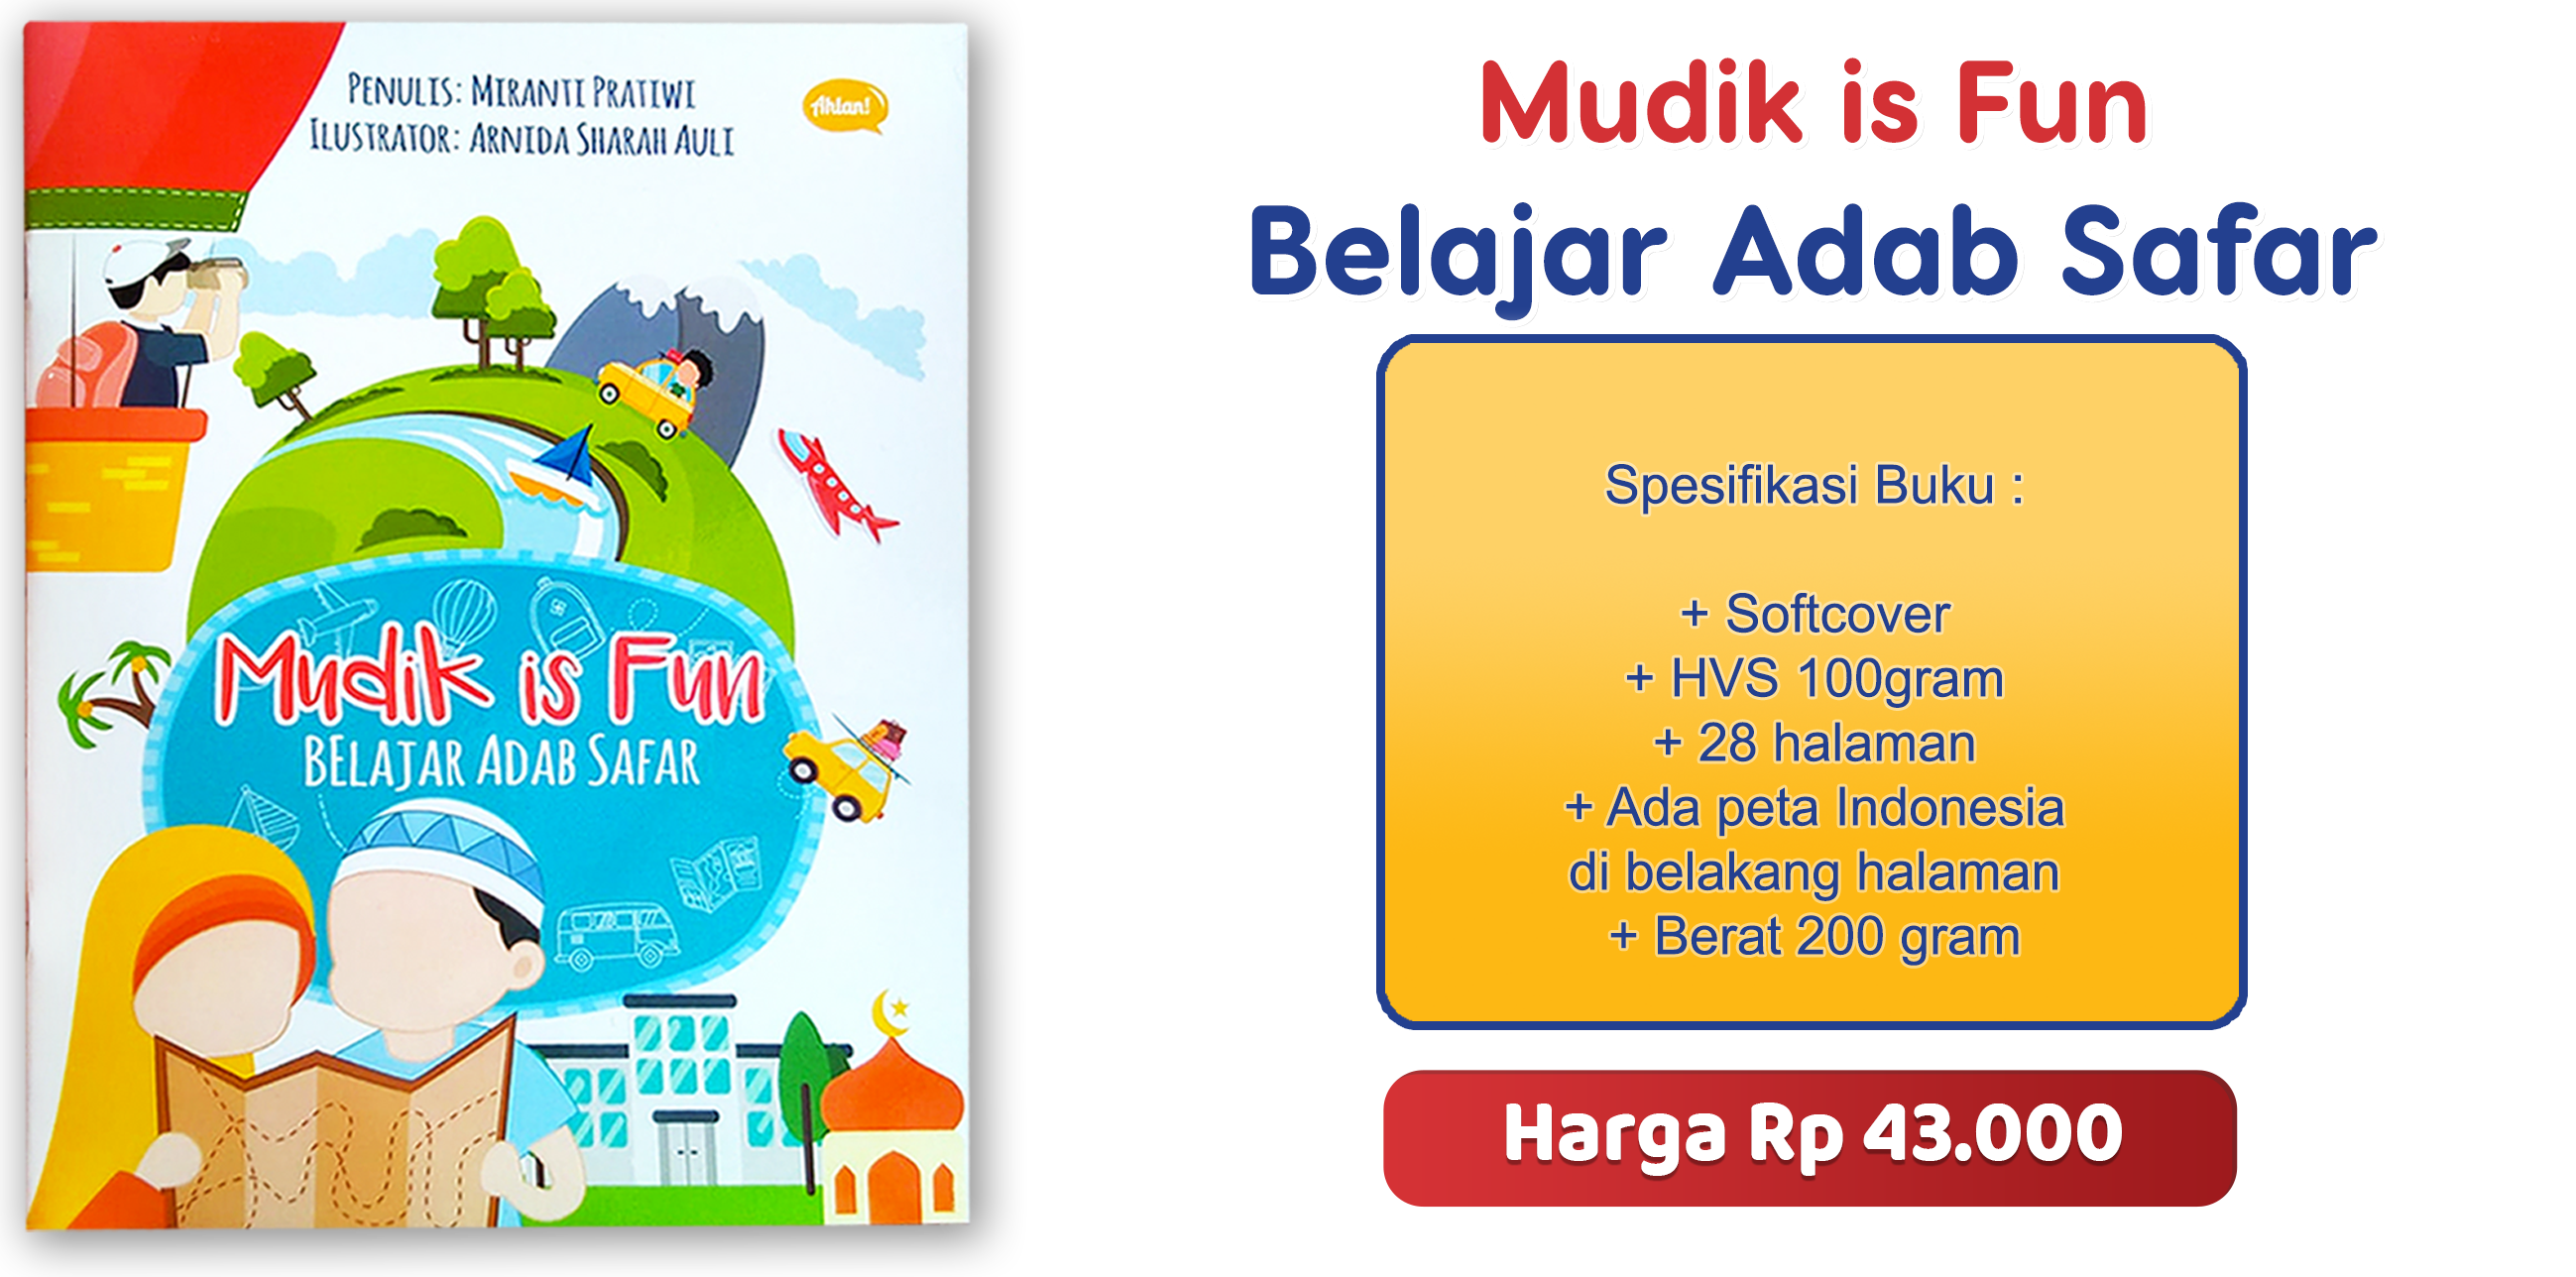 PENULIS: MIRANTI PRATIWI
ILUSTRATOR: ARNIDA SHARAH AULI
Ahlan!
Mudik is Fun
BELAJAR ADAB SAFAR
Mudik is Fun
Belajar Adab Safar
Spesifikasi Buku :
+ Softcover
+ HVS 100gram
+ 28 halaman
+ Ada peta Indonesia
di belakang halaman
+ Berat 200 gram
Harga Rp 43.000